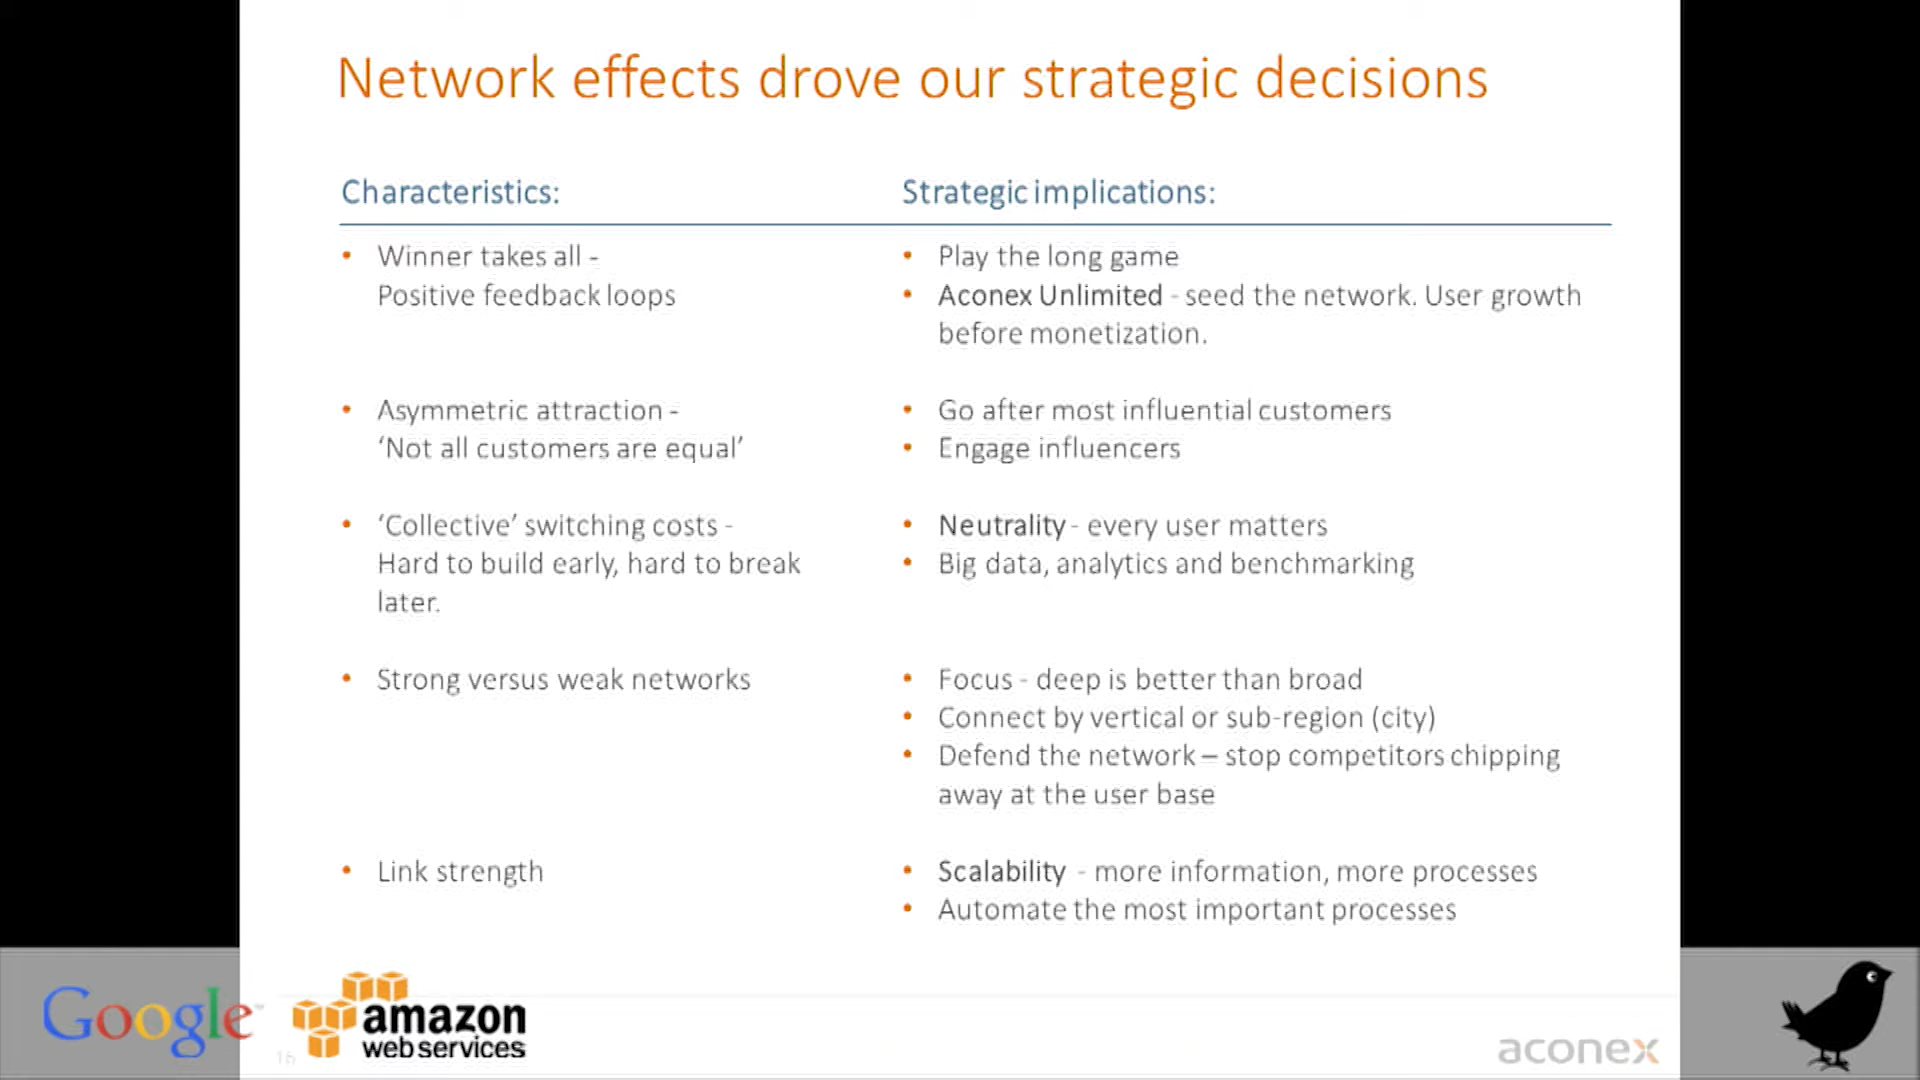 Network effects drove our strategic decisions
Characteristics:
Strategic implications:
• Winner takes all -
Positive feedback loops
• Play the long game
• Aconex Unlimited - seed the network. User growth
before monetization.
• Asymmetric attraction -
‘Not all customers are equal’
• Go after most influential customers
• Engage influencers
• ‘Collective’ switching costs -
Hard to build early, hard to break
later.
• Neutrality - every user matters
• Big data, analytics and benchmarking
• Strong versus weak networks
• Focus - deep is better than broad
• Connect by vertical or sub-region (city)
• Defend the network – stop competitors chipping
away at the user base
• Link strength
• Scalability - more information, more processes
• Automate the most important processes
Google™
16
amazon
web services
aconex